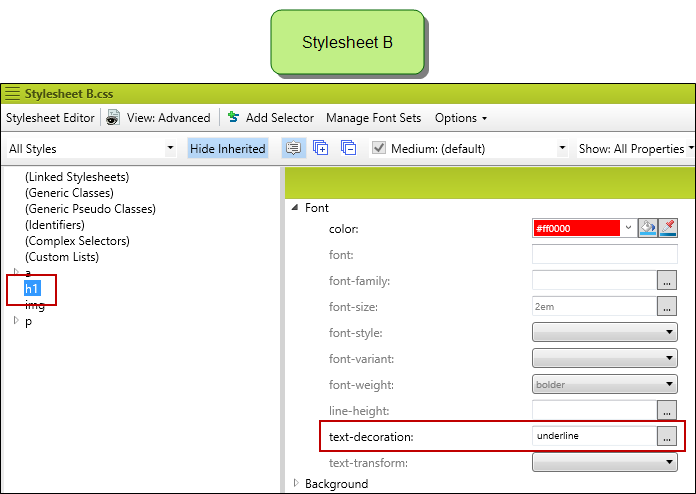 Stylesheet B
Stylesheet B.css
Stylesheet Editor View: Advanced Add Selector Manage Font Sets Options
All Styles Hide Inherited Medium: (default) Show: All Properties
(Linked Stylesheets)
(Generic Classes)
(Generic Pseudo Classes)
(Identifiers)
(Complex Selectors)
(Custom Lists)
a
h1
img
p
Font
color: #ff0000
font:
font-family: ...
font-size: 2em ...
font-style:
font-variant:
font-weight: bolder
line-height: ...
text-decoration: underline ...
text-transform:
Background